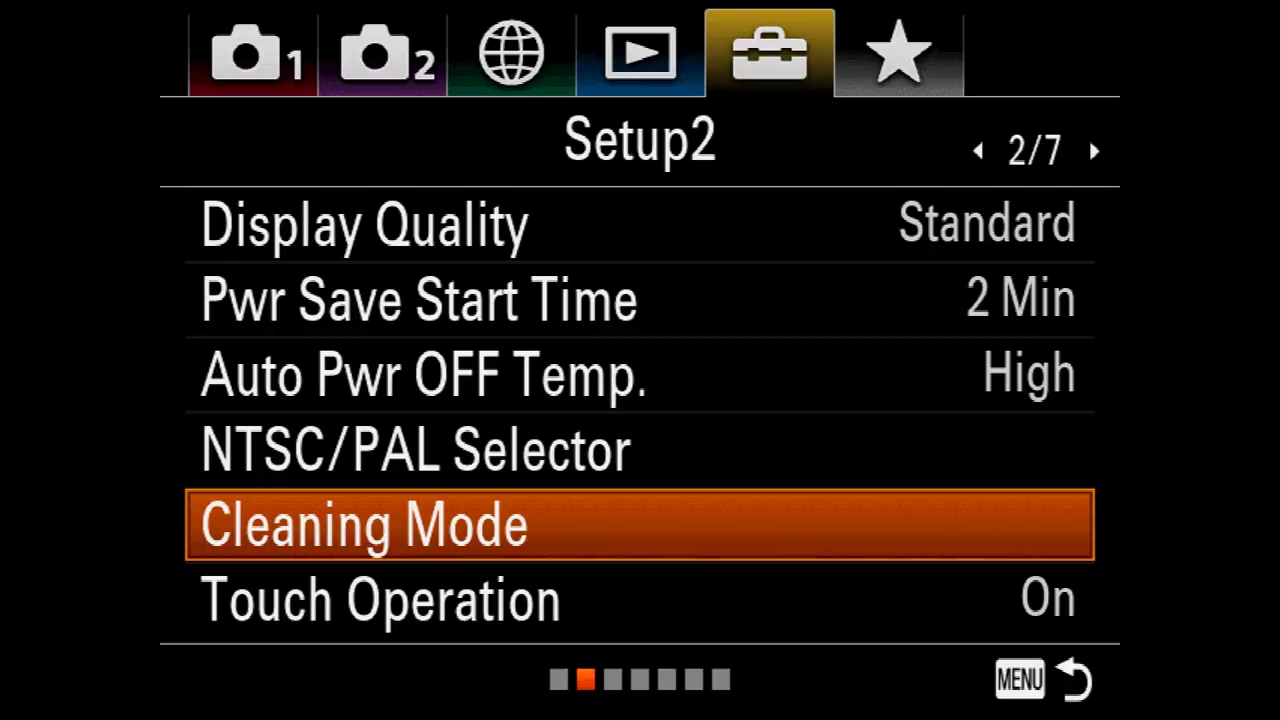 1 2
Setup2 2/7
Display Quality Standard
Pwr Save Start Time 2 Min
Auto Pwr OFF Temp. High
NTSC/PAL Selector
Cleaning Mode
Touch Operation On
MENU